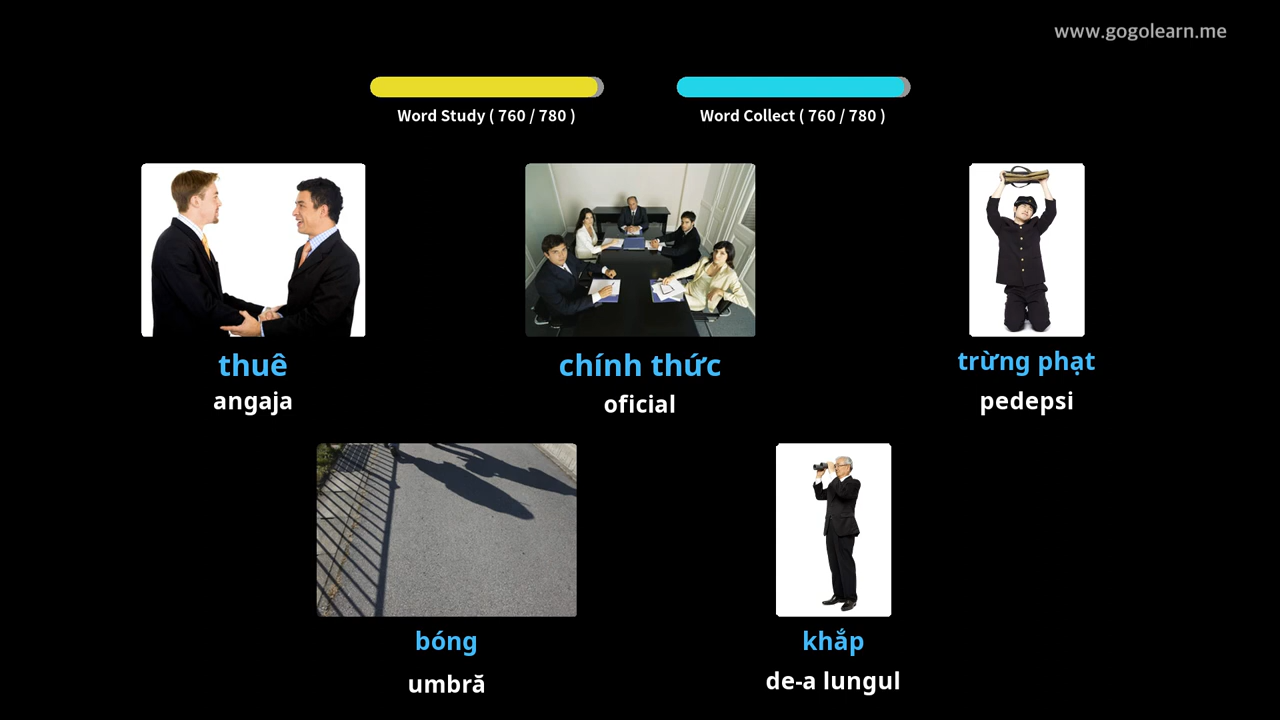 www.gogolearn.me
Word Study ( 760 / 780 )
Word Collect ( 760 / 780 )
thuê
angaja
chính thức
oficial
trừng phạt
pedepsi
bóng
umbră
khắp
de-a lungul